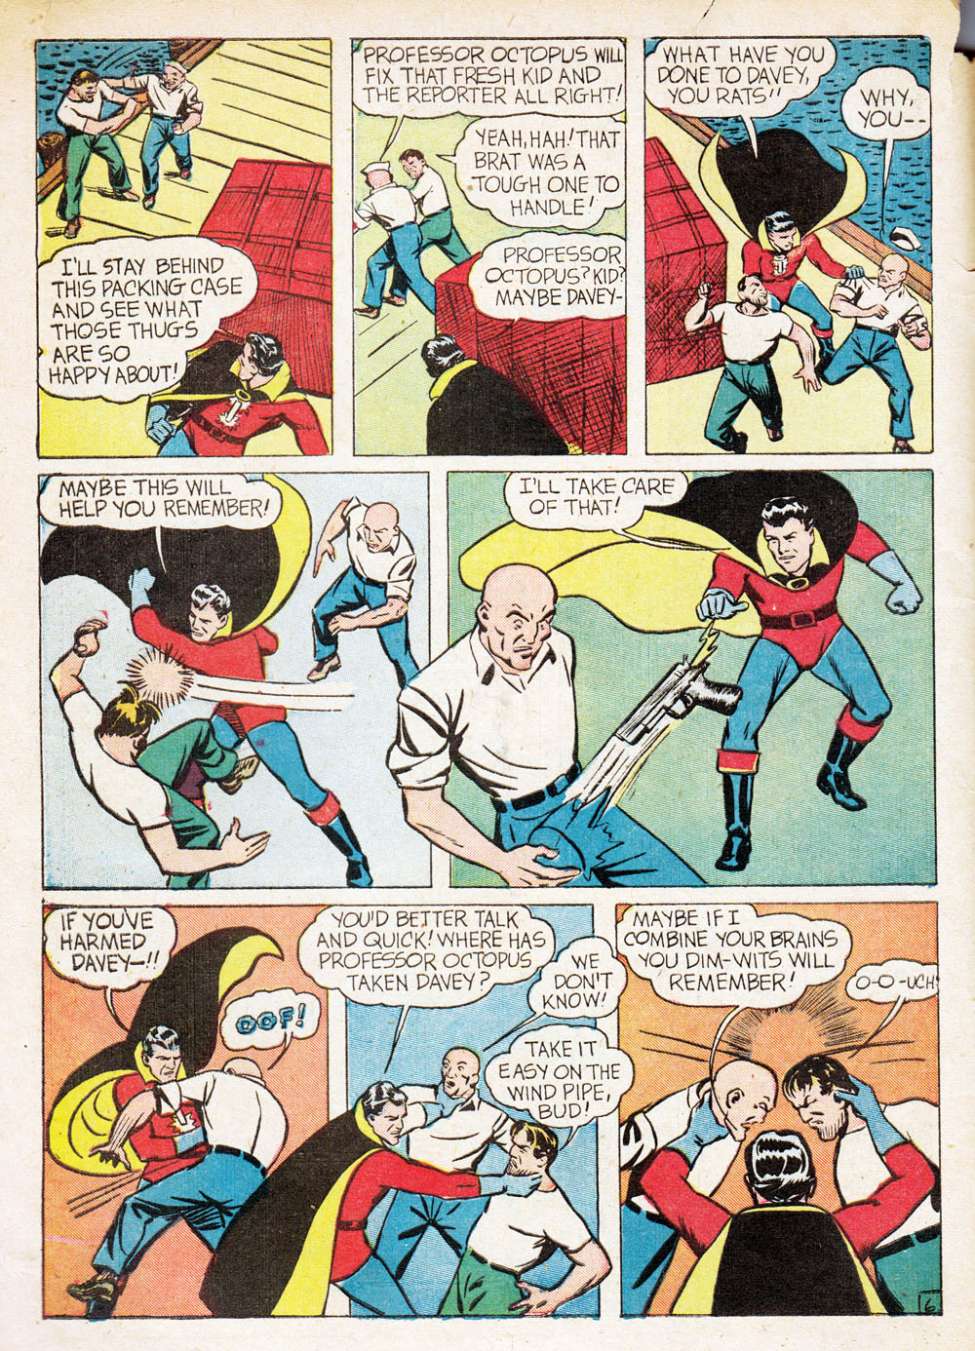 I'LL STAY BEHIND
THIS PACKING CASE
AND SEE WHAT
THOSE THUGS
ARE SO
HAPPY ABOUT!
PROFESSOR OCTOPUS WILL
FIX THAT FRESH KID AND
THE REPORTER ALL RIGHT!
YEAH, HAH! THAT
BRAT WAS A
TOUGH ONE TO
HANDLE!
PROFESSOR
OCTOPUS? KID?
MAYBE DAVEY-
WHAT HAVE YOU
DONE TO DAVEY,
YOU RATS!!
WHY,
YOU--
MAYBE THIS WILL
HELP YOU REMEMBER!
I'LL TAKE CARE
OF THAT!
IF YOU'VE
HARMED
DAVEY-!!
OOF!
YOU'D BETTER TALK
AND QUICK! WHERE HAS
PROFESSOR OCTOPUS
TAKEN DAVEY?
WE
DON'T
KNOW!
TAKE IT
EASY ON THE
WIND PIPE,
BUD!
MAYBE IF I
COMBINE YOUR BRAINS
YOU DIM-WITS WILL
REMEMBER!
O-O-UCH!
6